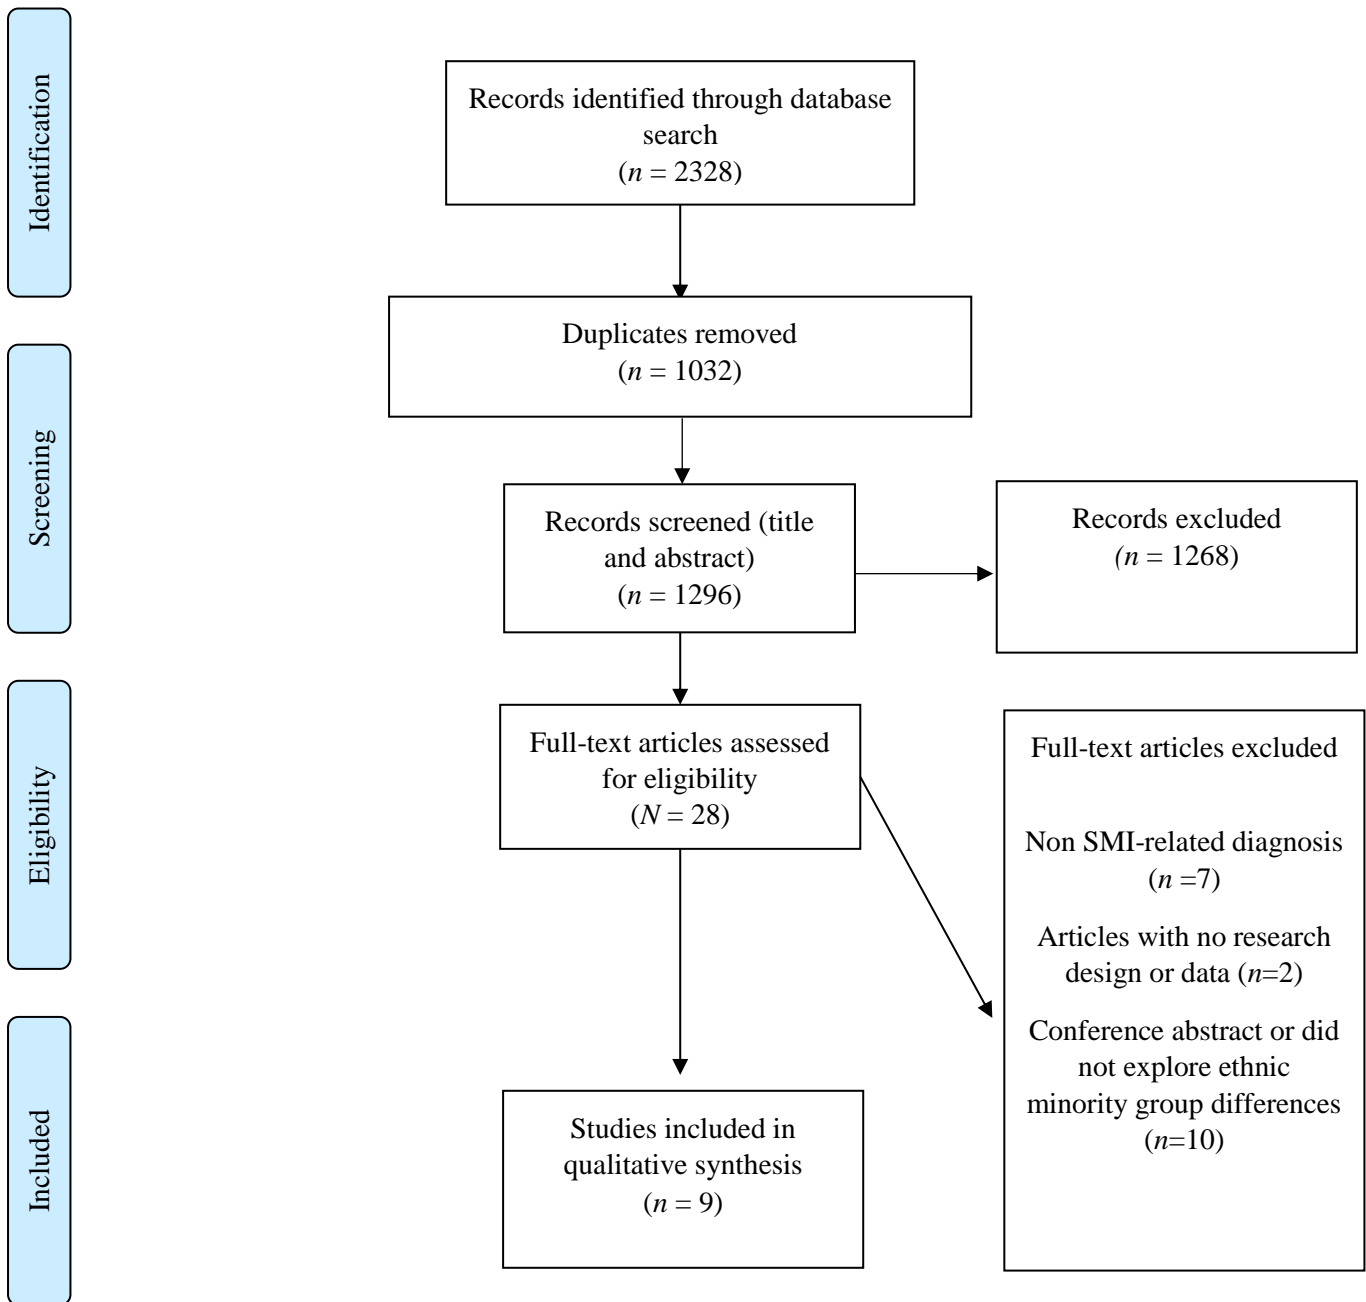 Identification
Records identified through database
search
(n = 2328)
Duplicates removed
(n = 1032)
Screening
Records screened (title
and abstract)
(n = 1296)
Records excluded
(n = 1268)
Eligibility
Full-text articles assessed
for eligibility
(N = 28)
Full-text articles excluded
Non SMI-related diagnosis
(n =7)
Articles with no research
design or data (n=2)
Conference abstract or did
not explore ethnic
minority group differences
(n=10)
Included
Studies included in
qualitative synthesis
(n = 9)